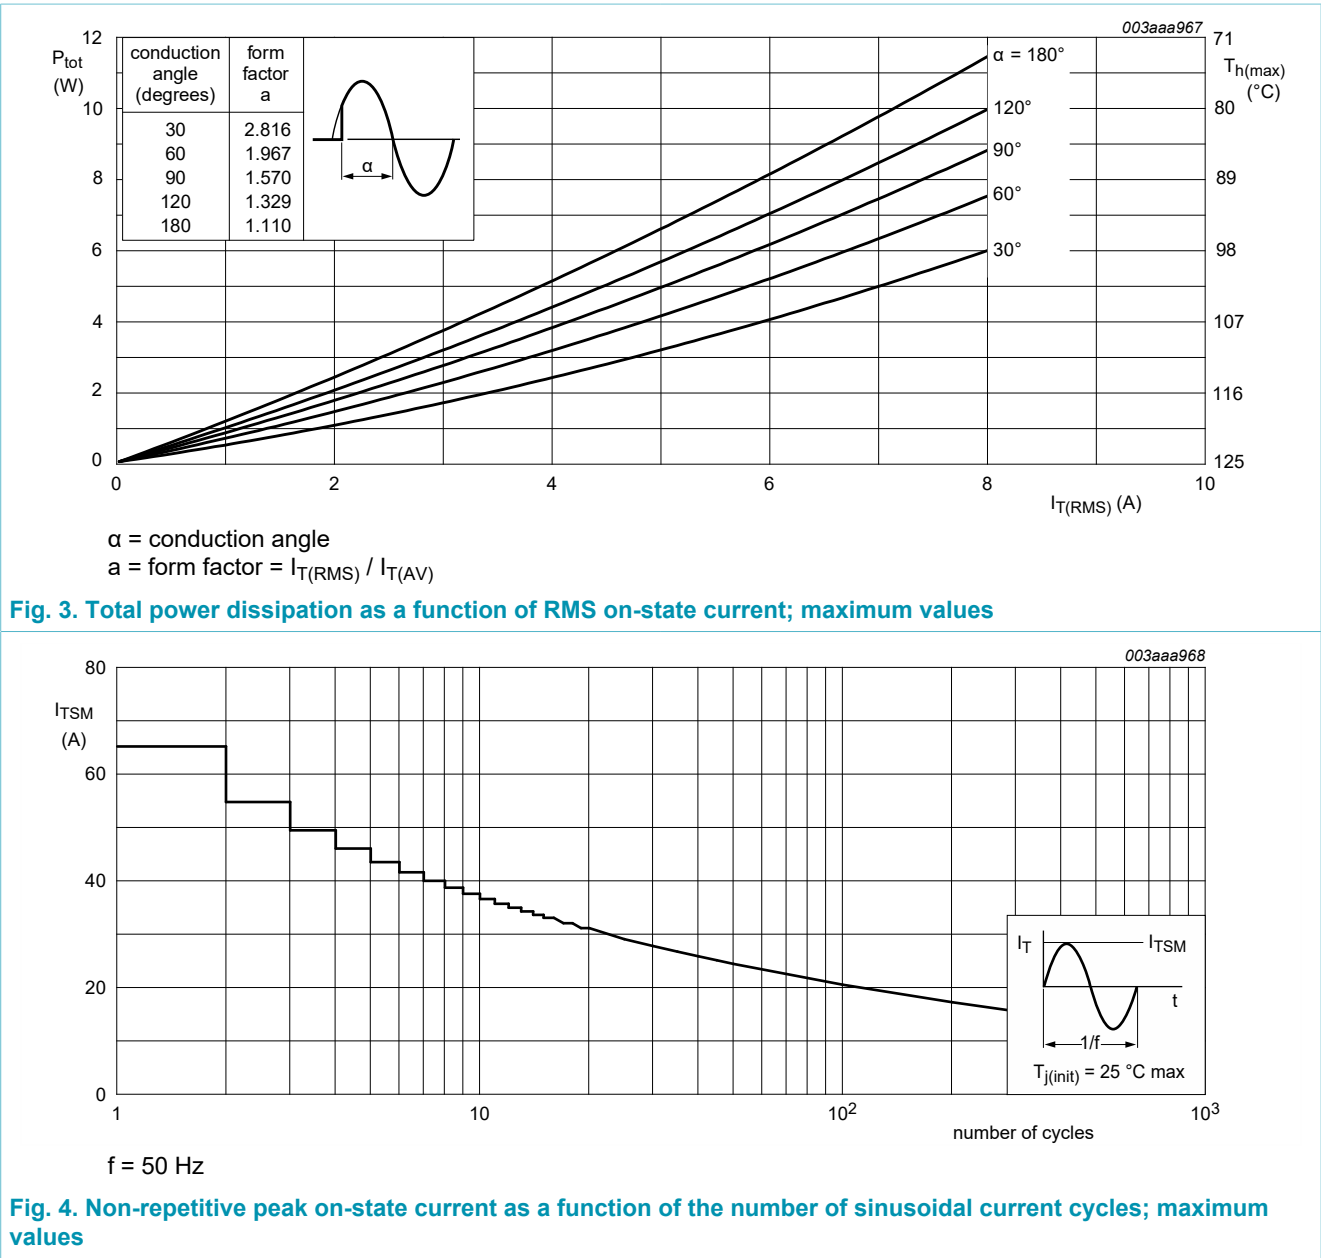 003aaa967
Ptot
(W)
conduction angle (degrees)
form factor a
30 2.816
60 1.967
90 1.570
120 1.329
180 1.110
α
12
10
8
6
4
2
0
α = 180°
120°
90°
60°
30°
71
Th(max)
(°C)
80
89
98
107
116
125
0 2 4 6 8 10
IT(RMS) (A)
α = conduction angle
a = form factor = IT(RMS) / IT(AV)
Fig. 3. Total power dissipation as a function of RMS on-state current; maximum values
003aaa968
80
ITSM
(A)
60
40
20
0
IT
ITSM
t
1/f
Tj(init) = 25 °C max
1 10 10² 10³
number of cycles
f = 50 Hz
Fig. 4. Non-repetitive peak on-state current as a function of the number of sinusoidal current cycles; maximum
values